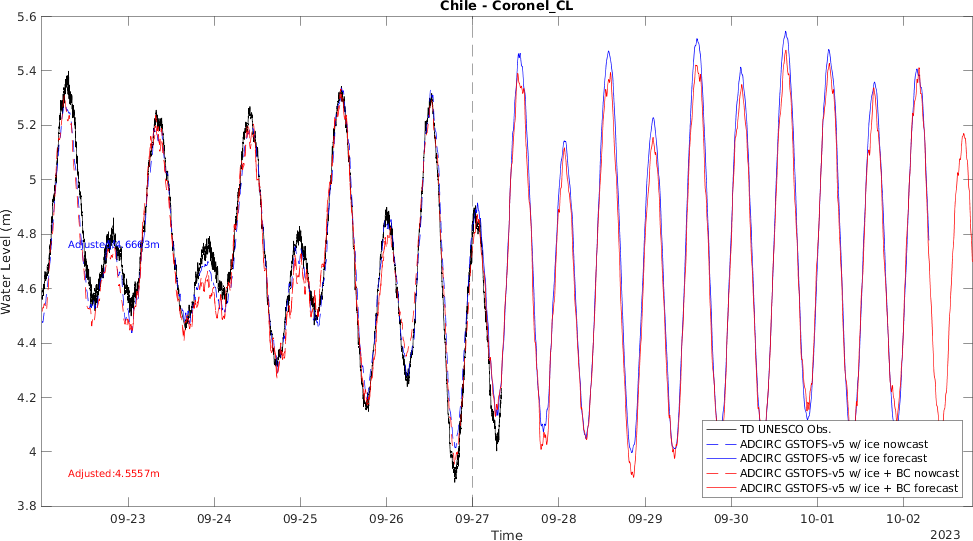 Chile - Coronel_CL
5.6
5.4
5.2
5
4.8
4.6
4.4
4.2
4
3.8
Water Level (m)
Adjusted:4.6663m
Adjusted:4.5557m
TD UNESCO Obs.
ADCIRC GSTOFS-v5 w/ ice nowcast
ADCIRC GSTOFS-v5 w/ ice forecast
ADCIRC GSTOFS-v5 w/ ice + BC nowcast
ADCIRC GSTOFS-v5 w/ ice + BC forecast
09-23 09-24 09-25 09-26 09-27 09-28 09-29 09-30 10-01 10-02
Time
2023